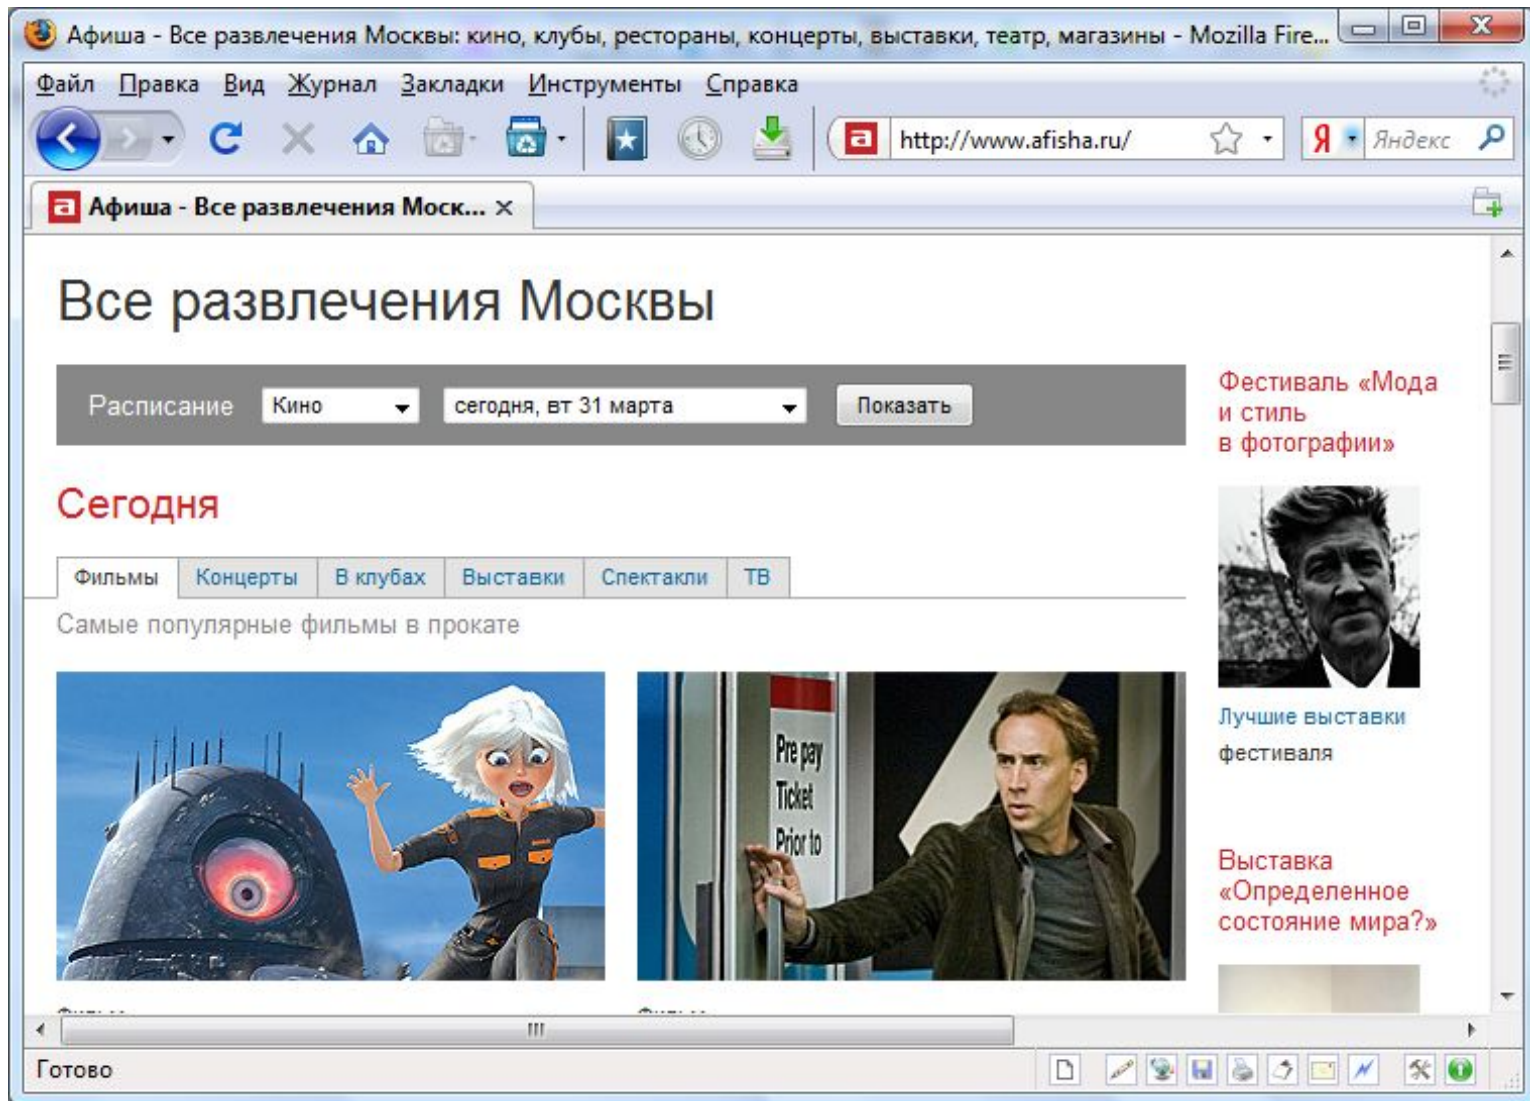 Афиша - Все развлечения Москвы: кино, клубы, рестораны, концерты, выставки, театр, магазины - Mozilla Fire...
Файл Правка Вид Журнал Закладки Инструменты Справка
a http://www.afisha.ru/ Я Яндекс
a Афиша - Все развлечения Моск...
Все развлечения Москвы
Расписание Кино сегодня, вт 31 марта Показать
Сегодня
Фильмы Концерты В клубах Выставки Спектакли ТВ
Самые популярные фильмы в прокате
Pre pay
Ticket
Prior to
Фестиваль «Мода
и стиль
в фотографии»
Лучшие выставки
фестиваля
Выставка
«Определенное
состояние мира?»
Готово